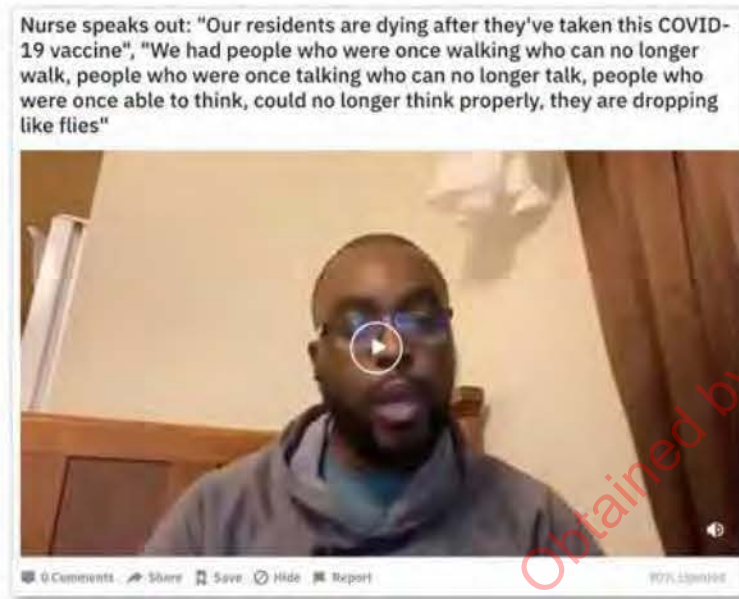 Nurse speaks out: "Our residents are dying after they've taken this COVID-
19 vaccine", "We had people who were once walking who can no longer
walk, people who were once talking who can no longer talk, people who
were once able to think, could no longer think properly, they are dropping
like flies"
Obtained by
0 Comments Share Save Hide Report
Upvoted